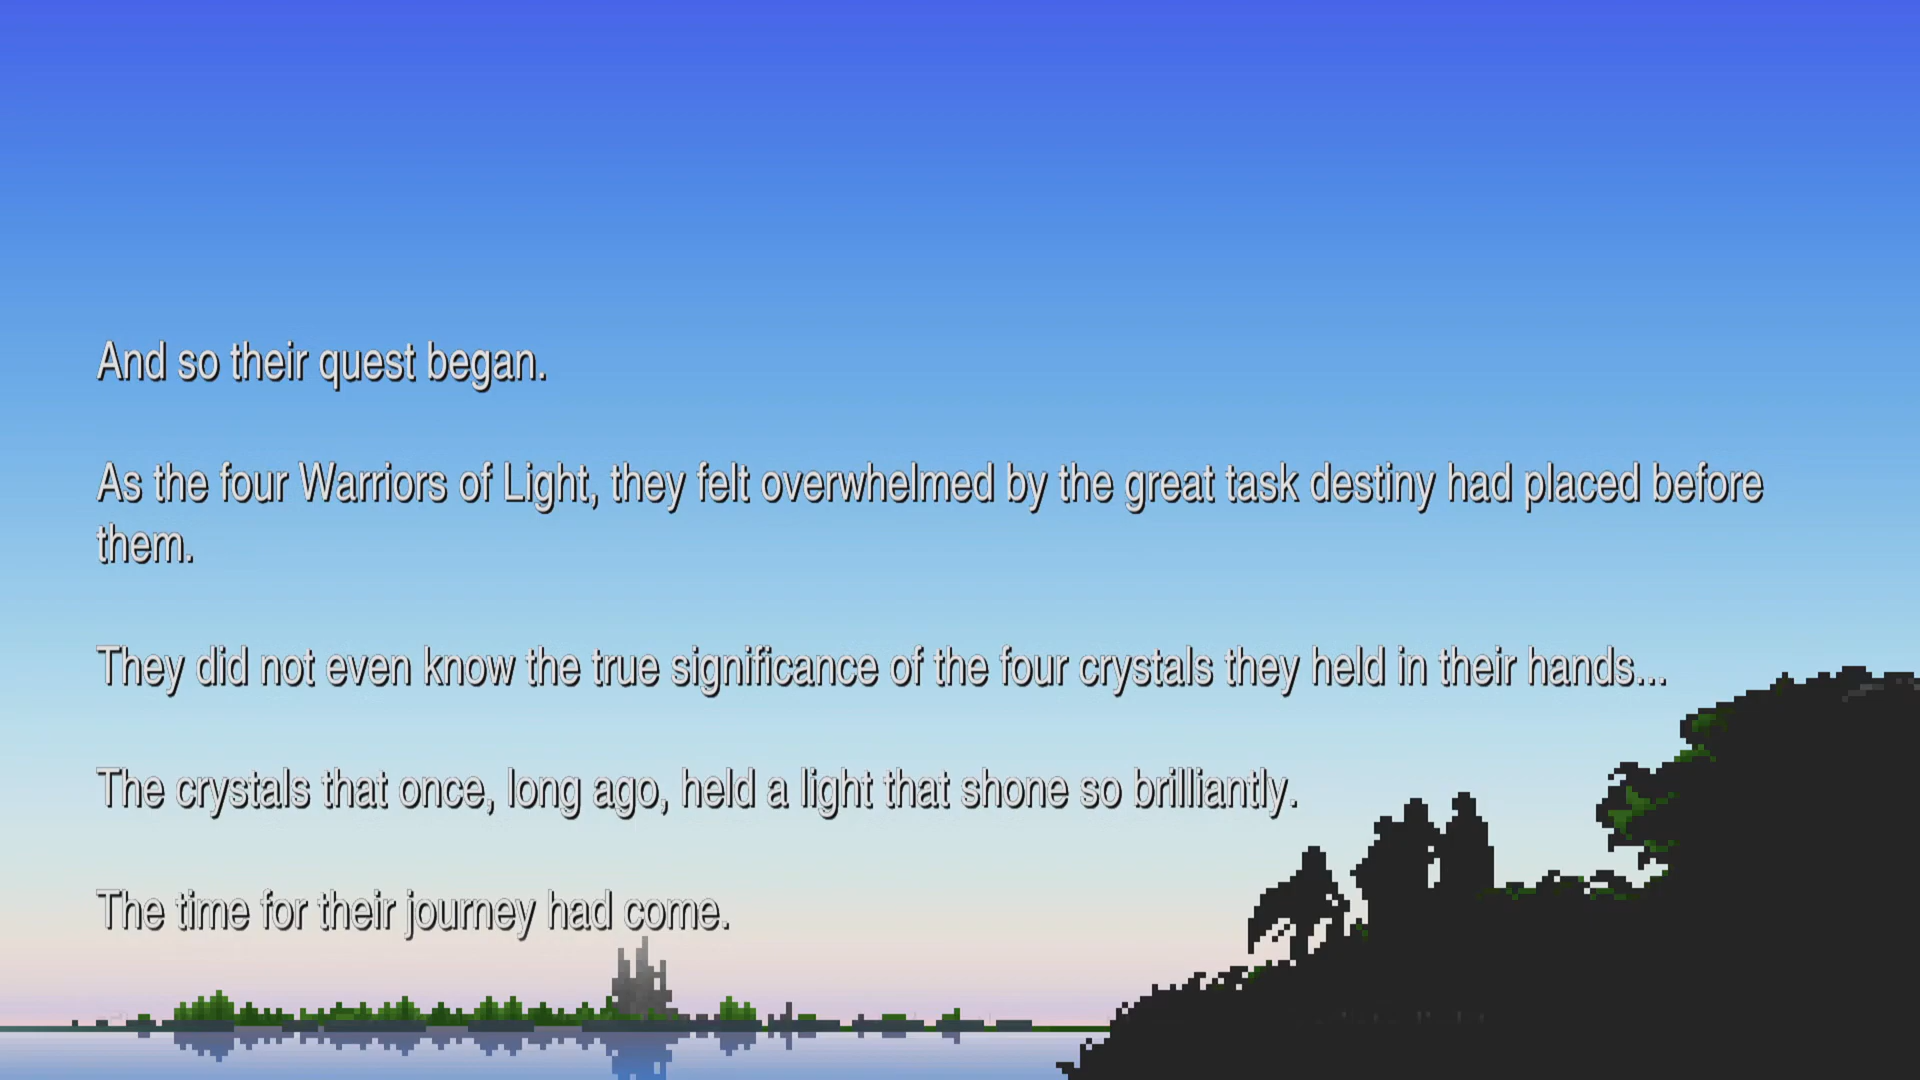 And so their quest began.
As the four Warriors of Light, they felt overwhelmed by the great task destiny had placed before
them.
They did not even know the true significance of the four crystals they held in their hands...
The crystals that once, long ago, held a light that shone so brilliantly.
The time for their journey had come.